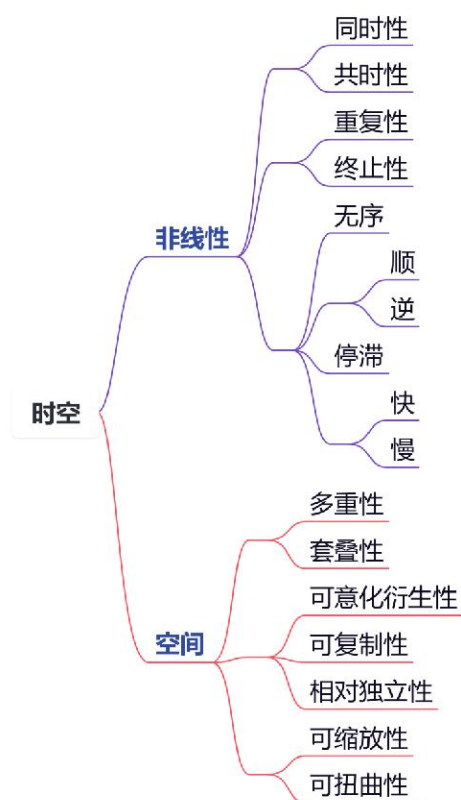 同时性
共时性
重复性
终止性
非线性
无序
顺
逆
停滞
快
慢
时空
多重性
套叠性
可意化衍生性
空间
可复制性
相对独立性
可缩放性
可扭曲性